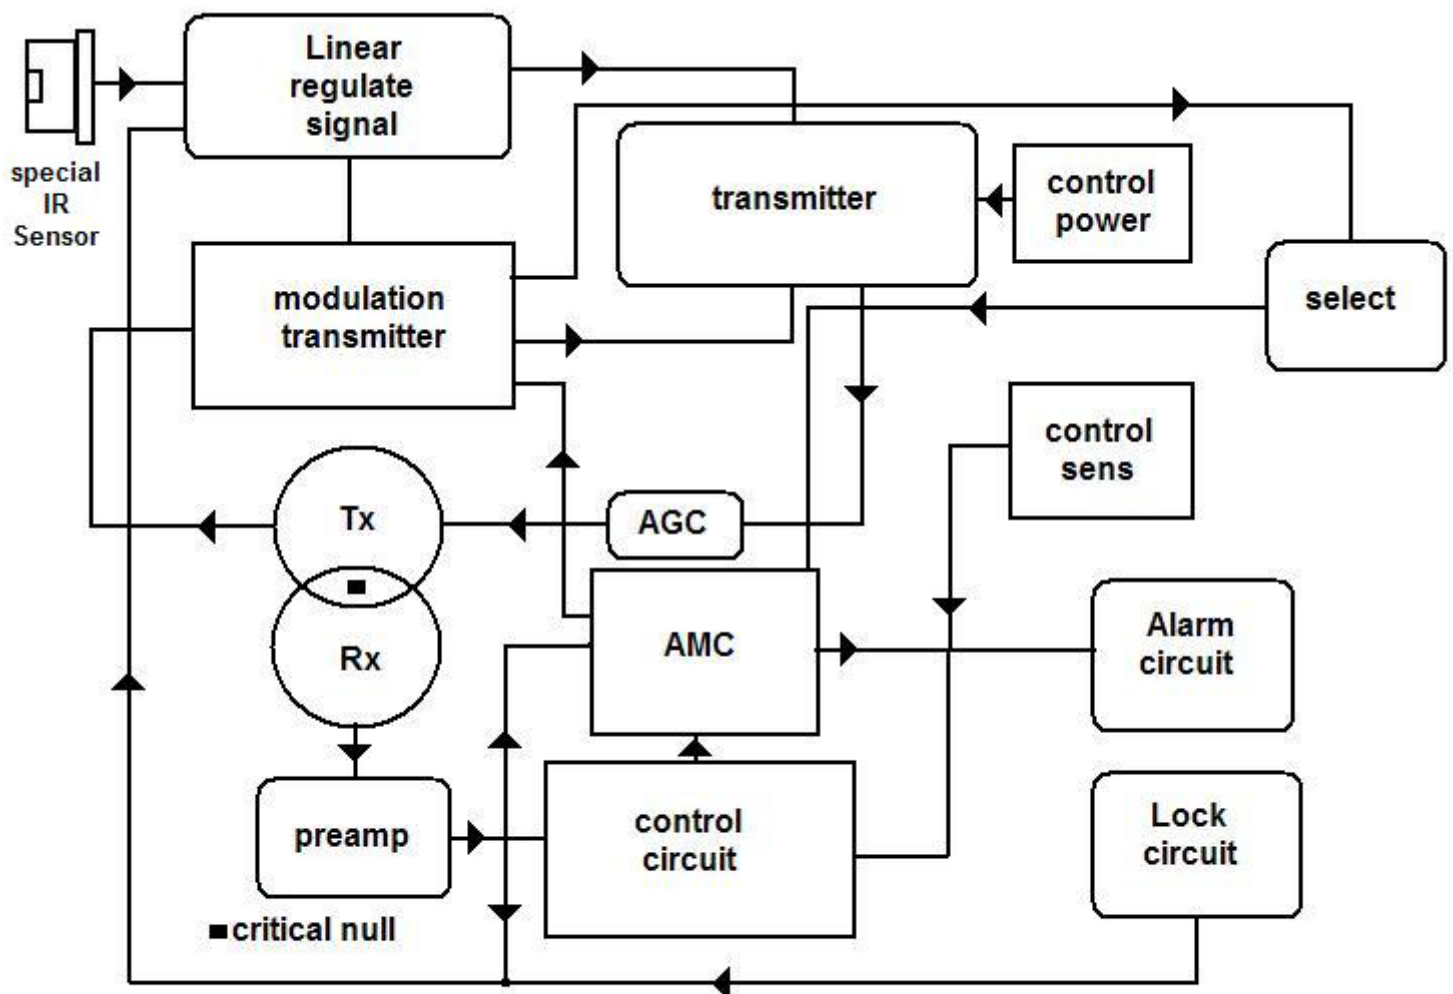 Linear
regulate
signal
special
IR
Sensor
transmitter
control
power
modulation
transmitter
select
control
sens
Tx
AGC
Rx
AMC
Alarm
circuit
preamp
control
circuit
Lock
circuit
critical null